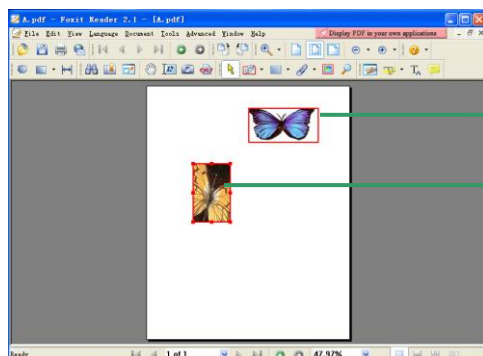 A.pdf - Foxit Reader 2.1 - [A.pdf]
File Edit View Language Document Tools Advanced Window Help
Display PDF in your own applications
Ready
1 of 1
47.97%